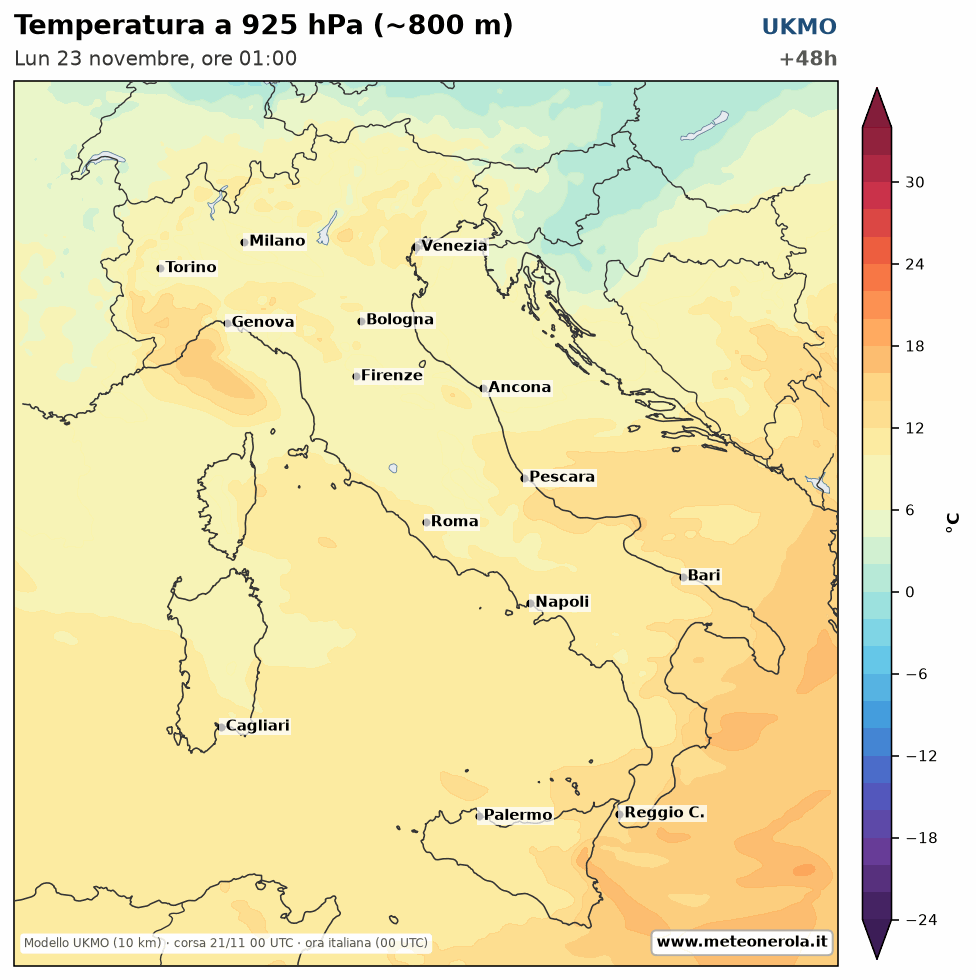 Temperatura a 925 hPa (~800 m)
UKMO
Lun 23 novembre, ore 01:00
+48h
Milano
Venezia
Torino
Genova
Bologna
Firenze
Ancona
Pescara
Roma
Bari
Napoli
Cagliari
Palermo
Reggio C.
30
24
18
12
6
0
−6
−12
−18
−24
°C
Modello UKMO (10 km) · corsa 21/11 00 UTC · ora italiana (00 UTC)
www.meteonerola.it